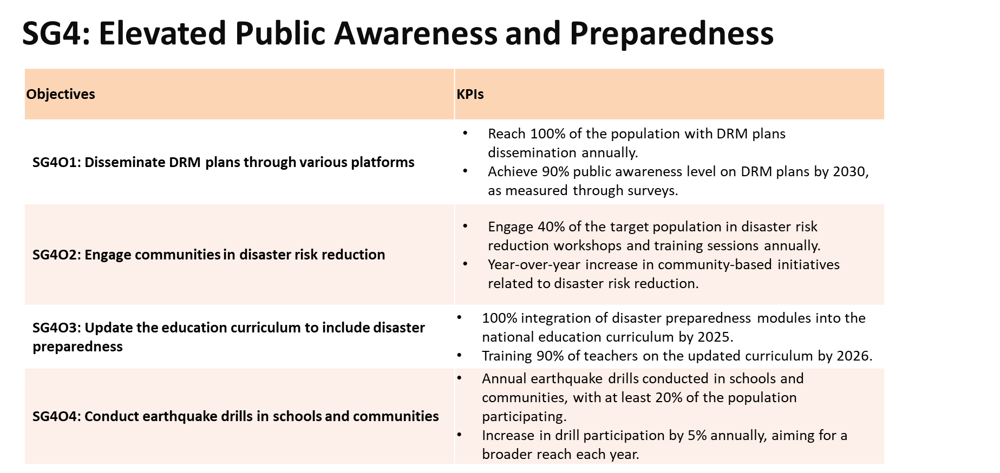 SG4: Elevated Public Awareness and Preparedness
Objectives
KPIs
SG4O1: Disseminate DRM plans through various platforms
• Reach 100% of the population with DRM plans
dissemination annually.
• Achieve 90% public awareness level on DRM plans by 2030,
as measured through surveys.
SG4O2: Engage communities in disaster risk reduction
• Engage 40% of the target population in disaster risk
reduction workshops and training sessions annually.
• Year-over-year increase in community-based initiatives
related to disaster risk reduction.
SG4O3: Update the education curriculum to include disaster
preparedness
• 100% integration of disaster preparedness modules into the
national education curriculum by 2025.
• Training 90% of teachers on the updated curriculum by 2026.
SG4O4: Conduct earthquake drills in schools and communities
• Annual earthquake drills conducted in schools and
communities, with at least 20% of the population
participating.
• Increase in drill participation by 5% annually, aiming for a
broader reach each year.